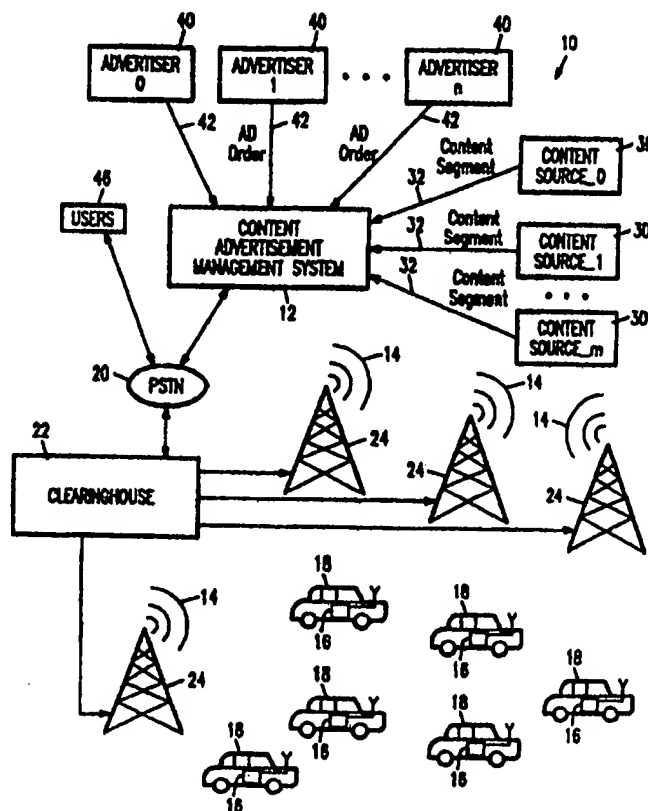 40
40
40
10
ADVERTISER
0
ADVERTISER
1
• • •
ADVERTISER
n
42
AD
Order
42
AD
Order
42
Content
Segment
32
CONTENT
SOURCE_0
30
46
USERS
CONTENT
ADVERTISEMENT
MANAGEMENT SYSTEM
12
Content
Segment
32
CONTENT
SOURCE_1
30
• • •
Content
Segment
32
CONTENT
SOURCE_m
30
20
PSTN
14
14
14
22
CLEARINGHOUSE
24
24
24
14
24
18
16
18
16
18
16
18
16
18
16
18
16